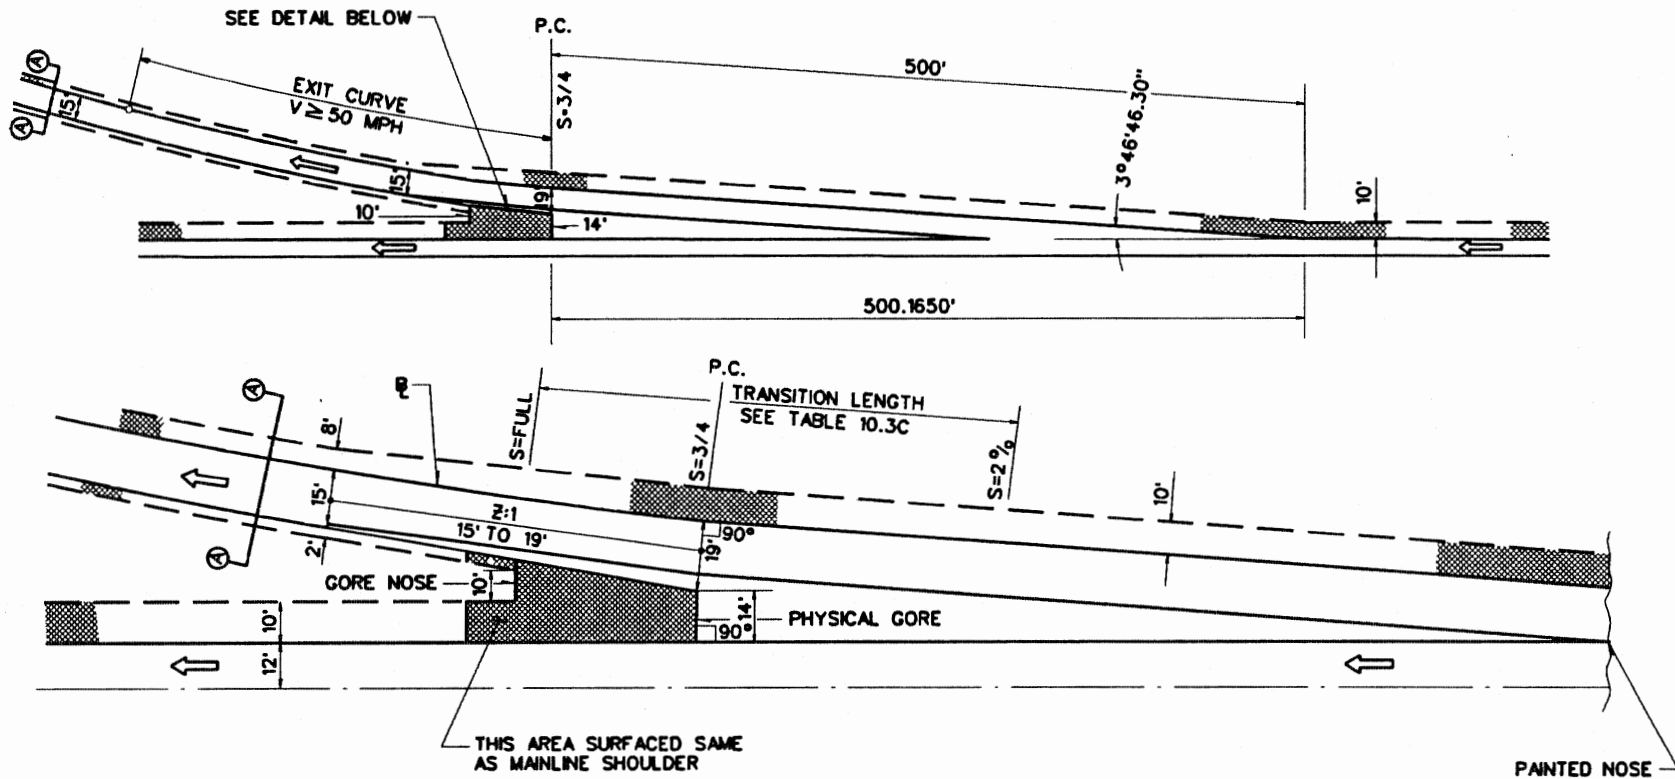 SEE DETAIL BELOW
P.C.
500'
EXIT CURVE
V ≥ 50 MPH
S=3/4
3°46'46.30"
A
A
15'
15'
19'
10'
14'
10'
500.1650'
P.C.
TRANSITION LENGTH
SEE TABLE 10.3C
A
A
S=FULL
S=3/4
S=2%
8'
15'
Z:1
15' TO 19'
19'
90°
10'
2'
GORE NOSE
10'
14'
PHYSICAL GORE
90°
10'
12'
THIS AREA SURFACED SAME
AS MAINLINE SHOULDER
PAINTED NOSE